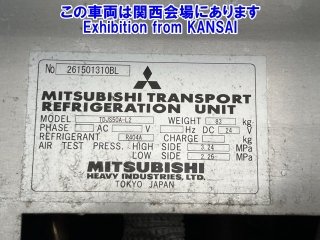 この車両は関西会場にあります
Exhibition from KANSAI
No 261501310BL
MITSUBISHI TRANSPORT
REFRIGERATION UNIT
MODEL TDJS50A-L2 WEIGHT 83 kg
PHASE AC V Hz DC 24 V
REFRIGERANT R404A CHARGE kg
AIR TEST PRESS. HIGH SIDE 3.24 MPa
LOW SIDE 2.25 MPa
MITSUBISHI
HEAVY INDUSTRIES, LTD.
TOKYO JAPAN